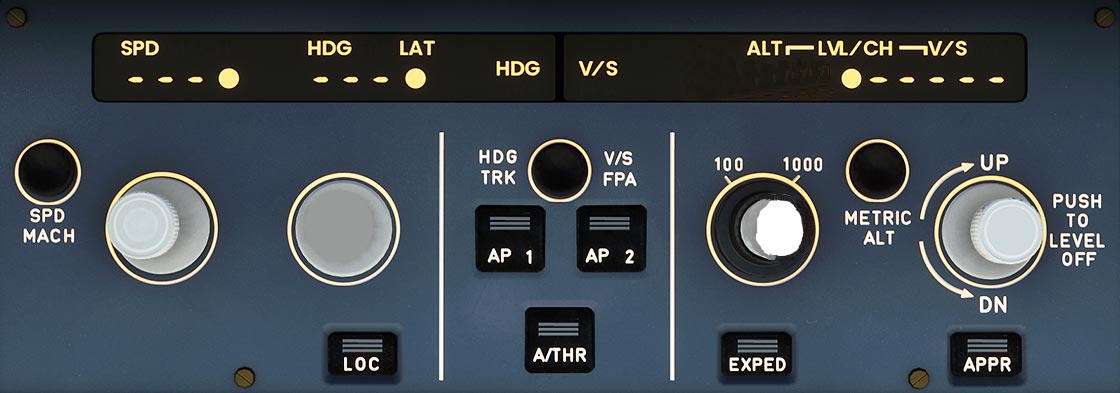 SPD
HDG LAT
HDG
V/S
ALT LVL/CH V/S
--- ● --- ● ● -----
SPD
MACH
HDG
TRK
V/S
FPA
AP 1
AP 2
A/THR
LOC
100 1000
METRIC
ALT
UP
PUSH
TO
LEVEL
OFF
DN
EXPED
APPR